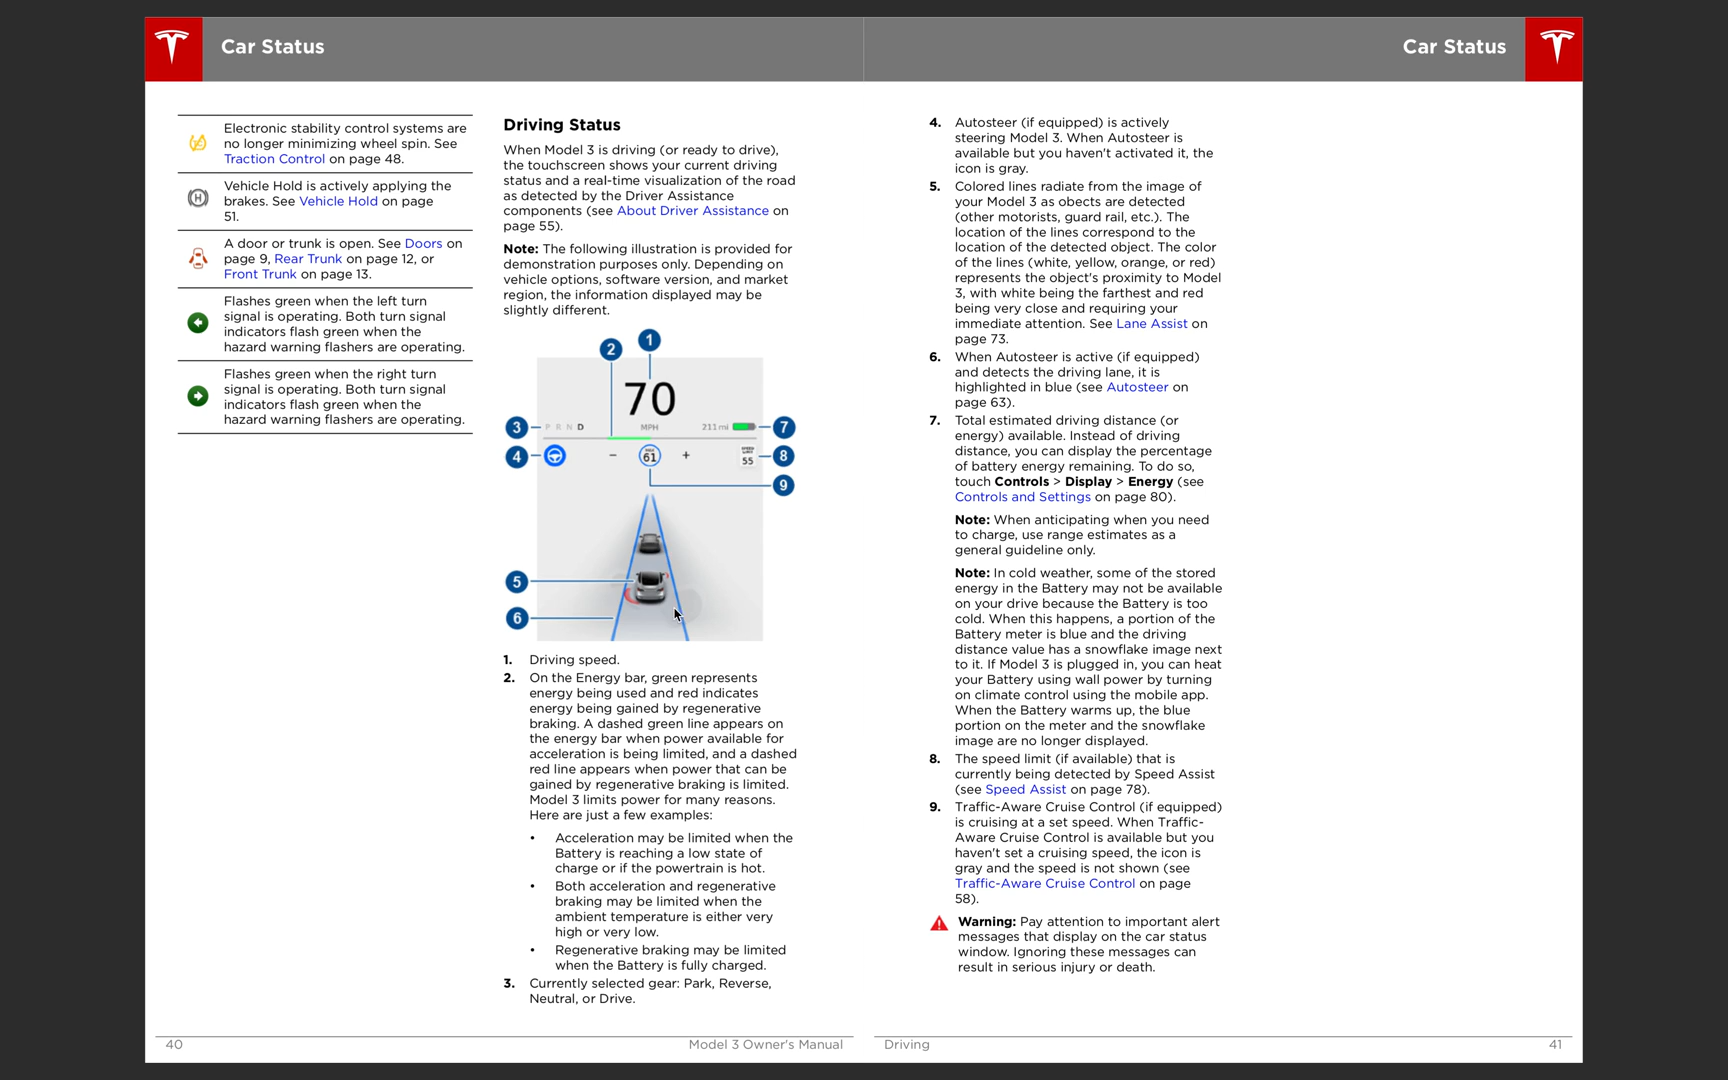 Car Status
Electronic stability control systems are
no longer minimizing wheel spin. See
Traction Control on page 48.
Vehicle Hold is actively applying the
brakes. See Vehicle Hold on page
51.
A door or trunk is open. See Doors on
page 9, Rear Trunk on page 12, or
Front Trunk on page 13.
Flashes green when the left turn
signal is operating. Both turn signal
indicators flash green when the
hazard warning flashers are operating.
Flashes green when the right turn
signal is operating. Both turn signal
indicators flash green when the
hazard warning flashers are operating.
Driving Status
When Model 3 is driving (or ready to drive),
the touchscreen shows your current driving
status and a real-time visualization of the road
as detected by the Driver Assistance
components (see About Driver Assistance on
page 55).
Note: The following illustration is provided for
demonstration purposes only. Depending on
vehicle options, software version, and market
region, the information displayed may be
slightly different.
2 1
70
3 P R N D MPH 211 mi 7
4 − MAX 61 + SPEED LIMIT 55 8
9
5
6
1. Driving speed.
2. On the Energy bar, green represents
energy being used and red indicates
energy being gained by regenerative
braking. A dashed green line appears on
the energy bar when power available for
acceleration is being limited, and a dashed
red line appears when power that can be
gained by regenerative braking is limited.
Model 3 limits power for many reasons.
Here are just a few examples:
• Acceleration may be limited when the
Battery is reaching a low state of
charge or if the powertrain is hot.
• Both acceleration and regenerative
braking may be limited when the
ambient temperature is either very
high or very low.
• Regenerative braking may be limited
when the Battery is fully charged.
3. Currently selected gear: Park, Reverse,
Neutral, or Drive.
40 Model 3 Owner's Manual
Car Status
4. Autosteer (if equipped) is actively
steering Model 3. When Autosteer is
available but you haven't activated it, the
icon is gray.
5. Colored lines radiate from the image of
your Model 3 as obects are detected
(other motorists, guard rail, etc.). The
location of the lines correspond to the
location of the detected object. The color
of the lines (white, yellow, orange, or red)
represents the object's proximity to Model
3, with white being the farthest and red
being very close and requiring your
immediate attention. See Lane Assist on
page 73.
6. When Autosteer is active (if equipped)
and detects the driving lane, it is
highlighted in blue (see Autosteer on
page 63).
7. Total estimated driving distance (or
energy) available. Instead of driving
distance, you can display the percentage
of battery energy remaining. To do so,
touch Controls > Display > Energy (see
Controls and Settings on page 80).
Note: When anticipating when you need
to charge, use range estimates as a
general guideline only.
Note: In cold weather, some of the stored
energy in the Battery may not be available
on your drive because the Battery is too
cold. When this happens, a portion of the
Battery meter is blue and the driving
distance value has a snowflake image next
to it. If Model 3 is plugged in, you can heat
your Battery using wall power by turning
on climate control using the mobile app.
When the Battery warms up, the blue
portion on the meter and the snowflake
image are no longer displayed.
8. The speed limit (if available) that is
currently being detected by Speed Assist
(see Speed Assist on page 78).
9. Traffic-Aware Cruise Control (if equipped)
is cruising at a set speed. When Traffic-
Aware Cruise Control is available but you
haven't set a cruising speed, the icon is
gray and the speed is not shown (see
Traffic-Aware Cruise Control on page
58).
Warning: Pay attention to important alert
messages that display on the car status
window. Ignoring these messages can
result in serious injury or death.
Driving 41